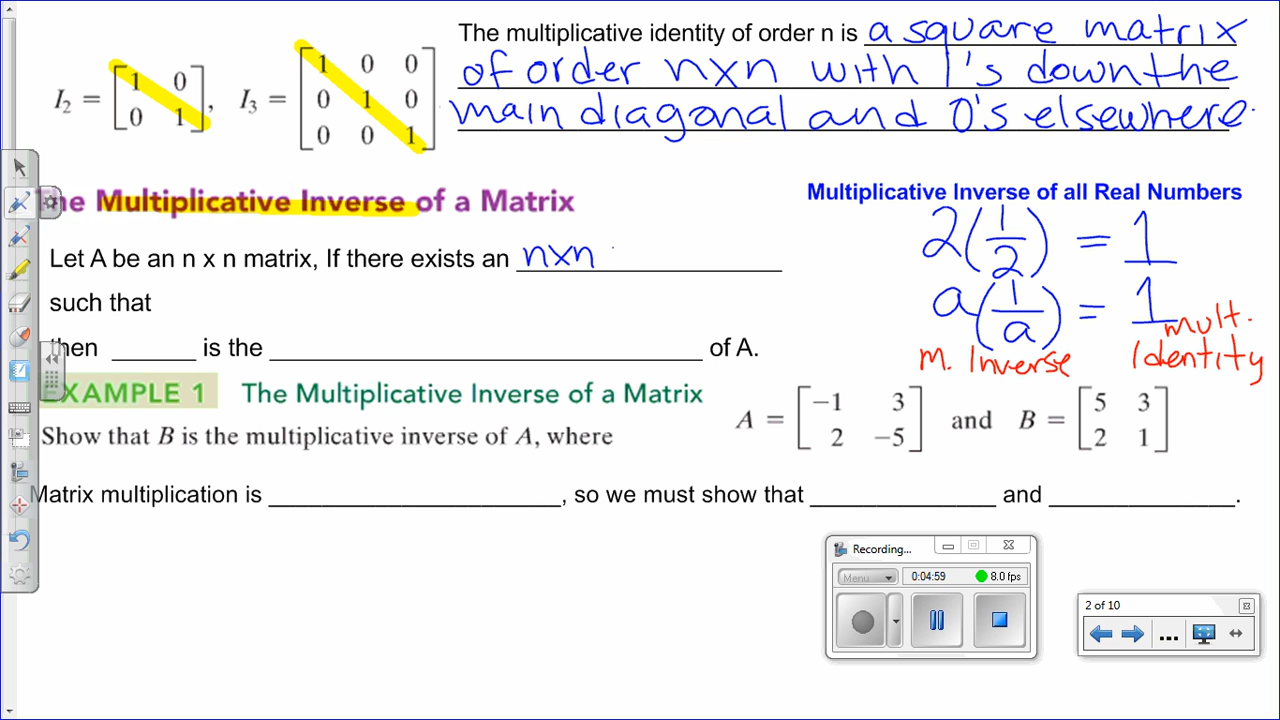 The multiplicative identity of order n is a square matrix
of order nxn with 1's down the
main diagonal and 0's elsewhere.
I₂ = [1 0; 0 1], I₃ = [1 0 0; 0 1 0; 0 0 1]
The Multiplicative Inverse of a Matrix
Let A be an n x n matrix, If there exists an nxn
such that
then ______ is the ______ of A.
Multiplicative Inverse of all Real Numbers
2(1/2) = 1
a(1/a) = 1
m. Inverse
mult. Identity
EXAMPLE 1 The Multiplicative Inverse of a Matrix
Show that B is the multiplicative inverse of A, where
A = [−1 3; 2 −5] and B = [5 3; 2 1]
Matrix multiplication is ______, so we must show that ______ and ______.
Recording...
Menu 0:04:59 8.0 fps
2 of 10